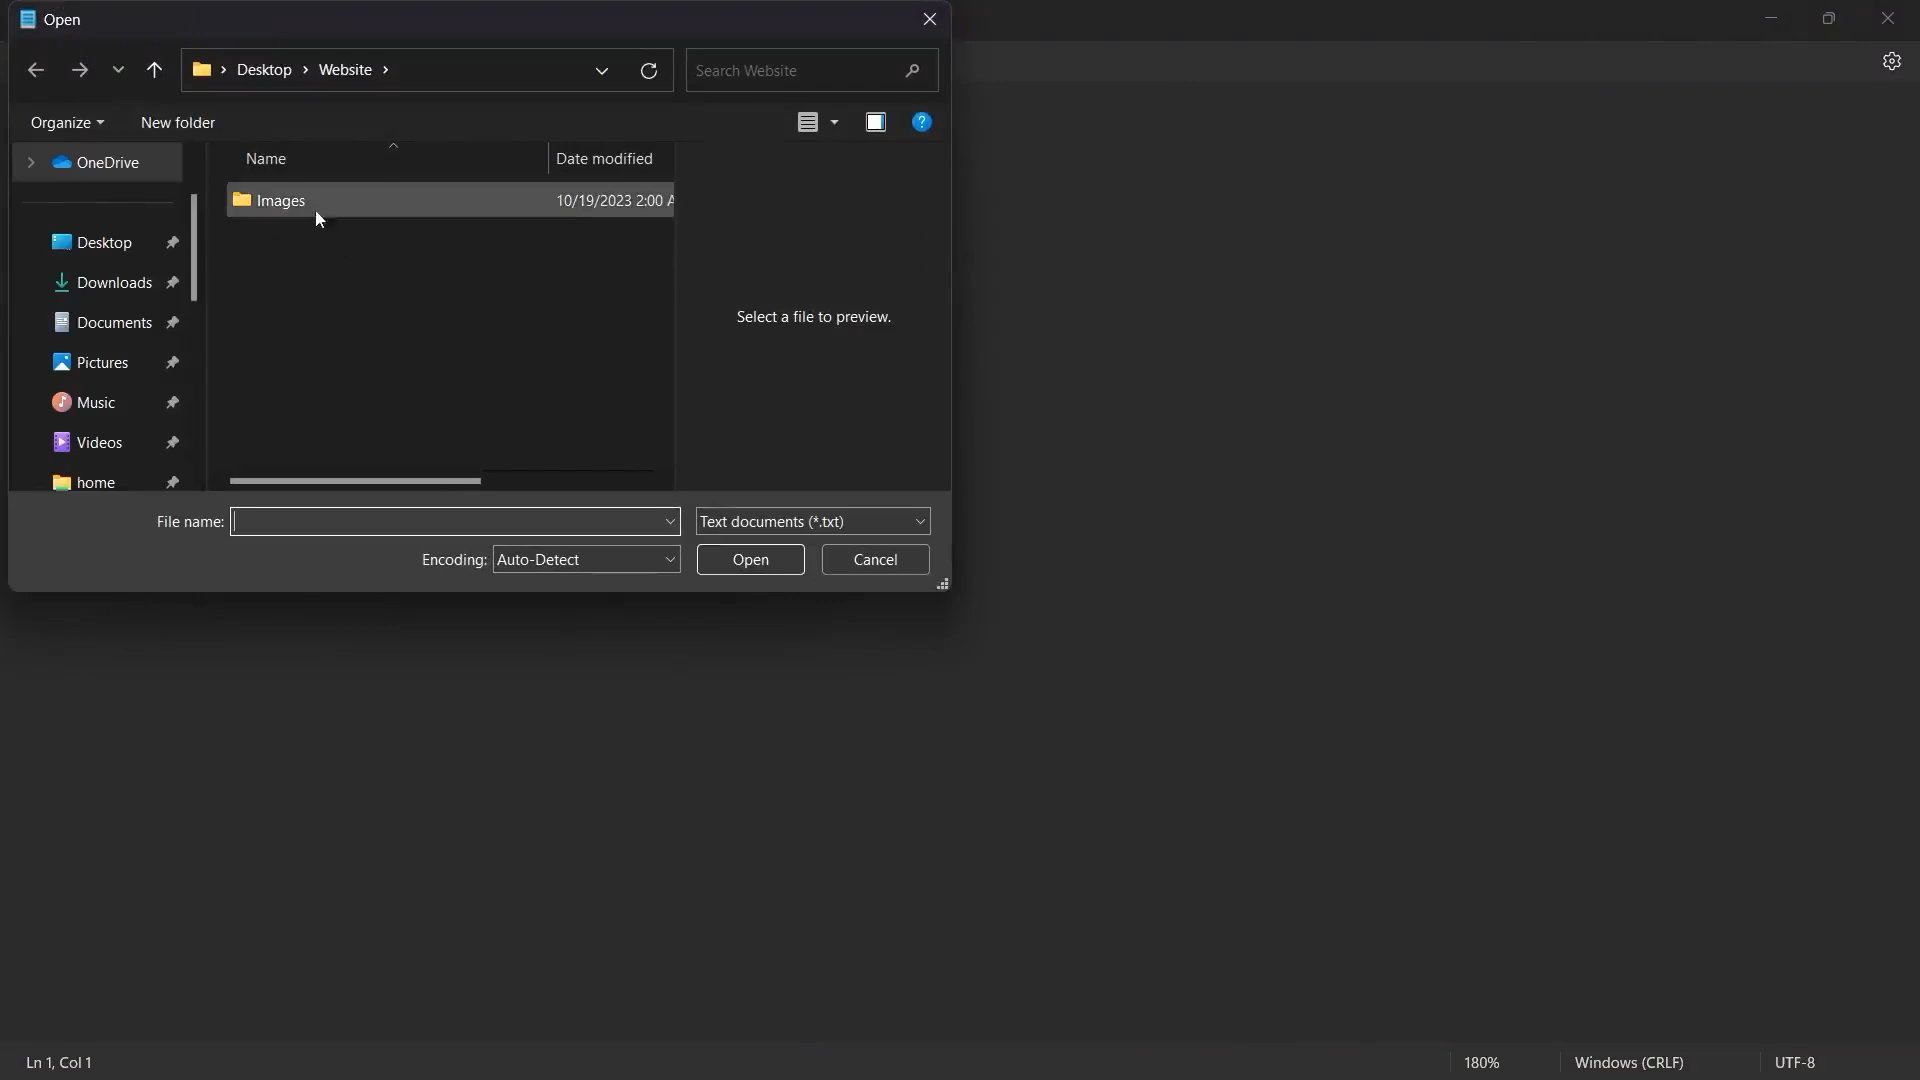 Open
Desktop Website
Search Website
Organize New folder
OneDrive
Name Date modified
Images 10/19/2023 2:00 A
Desktop
Downloads
Documents
Pictures
Music
Videos
home
Select a file to preview.
File name: Text documents (*.txt)
Encoding: Auto-Detect Open Cancel
Ln 1, Col 1 180% Windows (CRLF) UTF-8